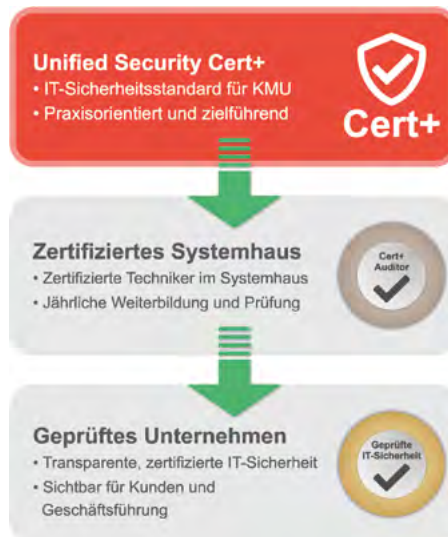 Unified Security Cert+
• IT-Sicherheitsstandard für KMU
• Praxisorientiert und zielführend
Cert+
Zertifiziertes Systemhaus
• Zertifizierte Techniker im Systemhaus
• Jährliche Weiterbildung und Prüfung
Cert+
Auditor
Geprüftes Unternehmen
• Transparente, zertifizierte IT-Sicherheit
• Sichtbar für Kunden und
Geschäftsführung
Geprüfte
IT-Sicherheit